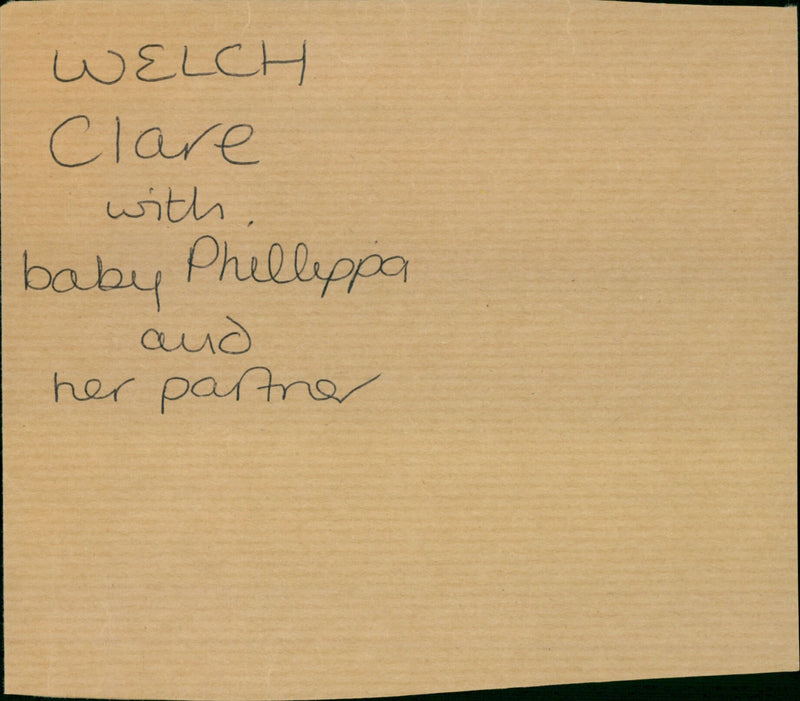 WELCH
Clare
with
baby Phillippa
and
her partner